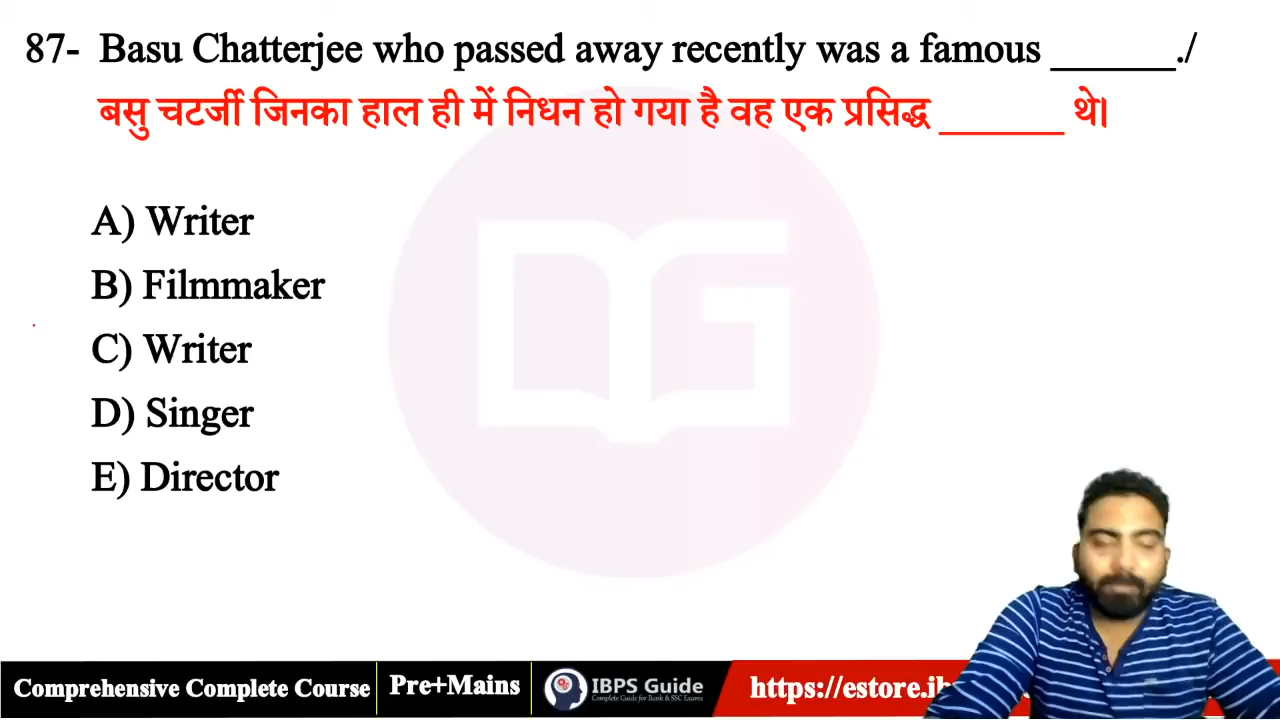 87- Basu Chatterjee who passed away recently was a famous ______./
बसु चटर्जी जिनका हाल ही में निधन हो गया है वह एक प्रसिद्ध ______ थे।
A) Writer
B) Filmmaker
C) Writer
D) Singer
E) Director
Comprehensive Complete Course
Pre+Mains
IBPS Guide
Complete Guide for Bank & SSC Exams
https://estore.ib